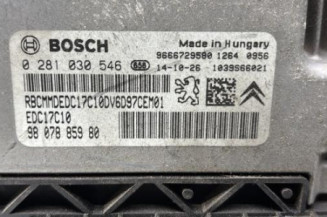 BOSCH
Made in Hungary
9666729580 1264 0956
0 281 030 546
14-10-26 1039S66021
RBCMMDEDC17C10DV6D97CEM01
EDC17C10
98 078 859 80